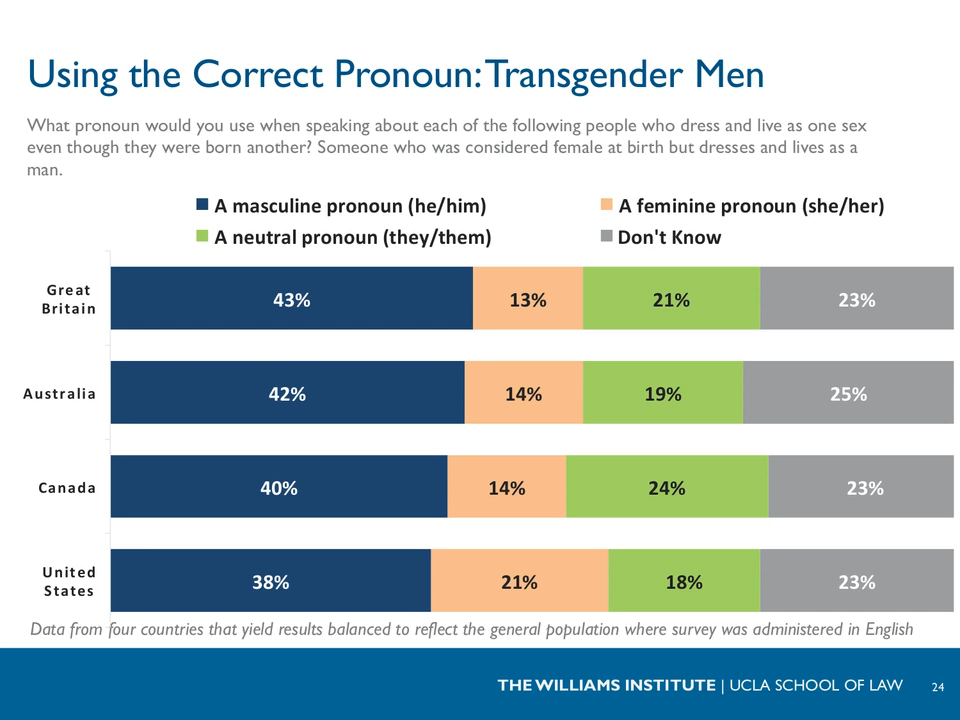 Using the Correct Pronoun: Transgender Men
What pronoun would you use when speaking about each of the following people who dress and live as one sex
even though they were born another? Someone who was considered female at birth but dresses and lives as a
man.
A masculine pronoun (he/him)
A feminine pronoun (she/her)
A neutral pronoun (they/them)
Don't Know
Great
Britain
43% 13% 21% 23%
Australia
42% 14% 19% 25%
Canada
40% 14% 24% 23%
United
States
38% 21% 18% 23%
Data from four countries that yield results balanced to reflect the general population where survey was administered in English
THE WILLIAMS INSTITUTE | UCLA SCHOOL OF LAW
24